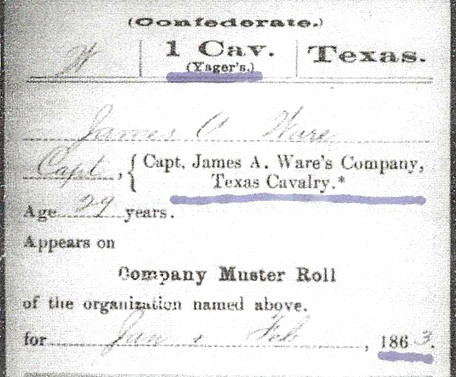 (Confederate.)
W 1 Cav. Texas.
(Yager's.)
James A Ware
Capt, { Capt. James A. Ware's Company,
Texas Cavalry.*
Age 29 years.
Appears on
Company Muster Roll
of the organization named above,
for Jan & Feb, 1863.